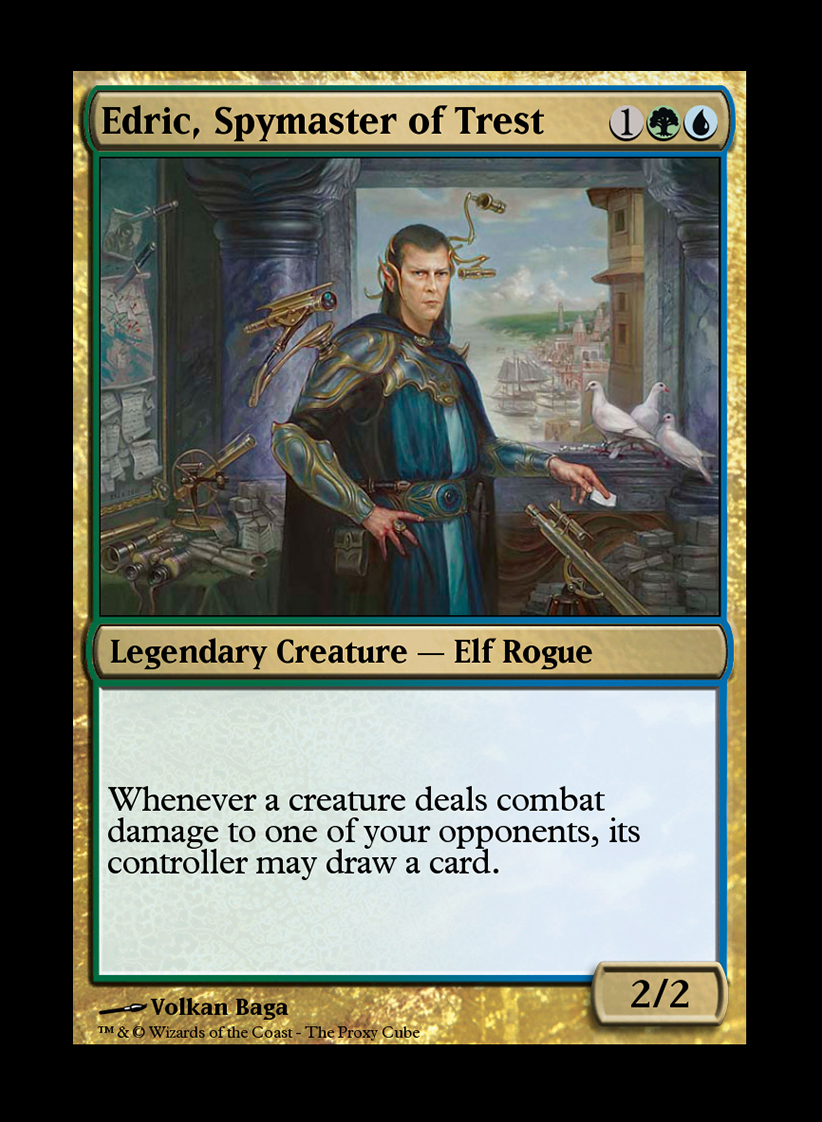 Edric, Spymaster of Trest 1
Legendary Creature — Elf Rogue
Whenever a creature deals combat
damage to one of your opponents, its
controller may draw a card.
2/2
Volkan Baga
™ & © Wizards of the Coast - The Proxy Cube